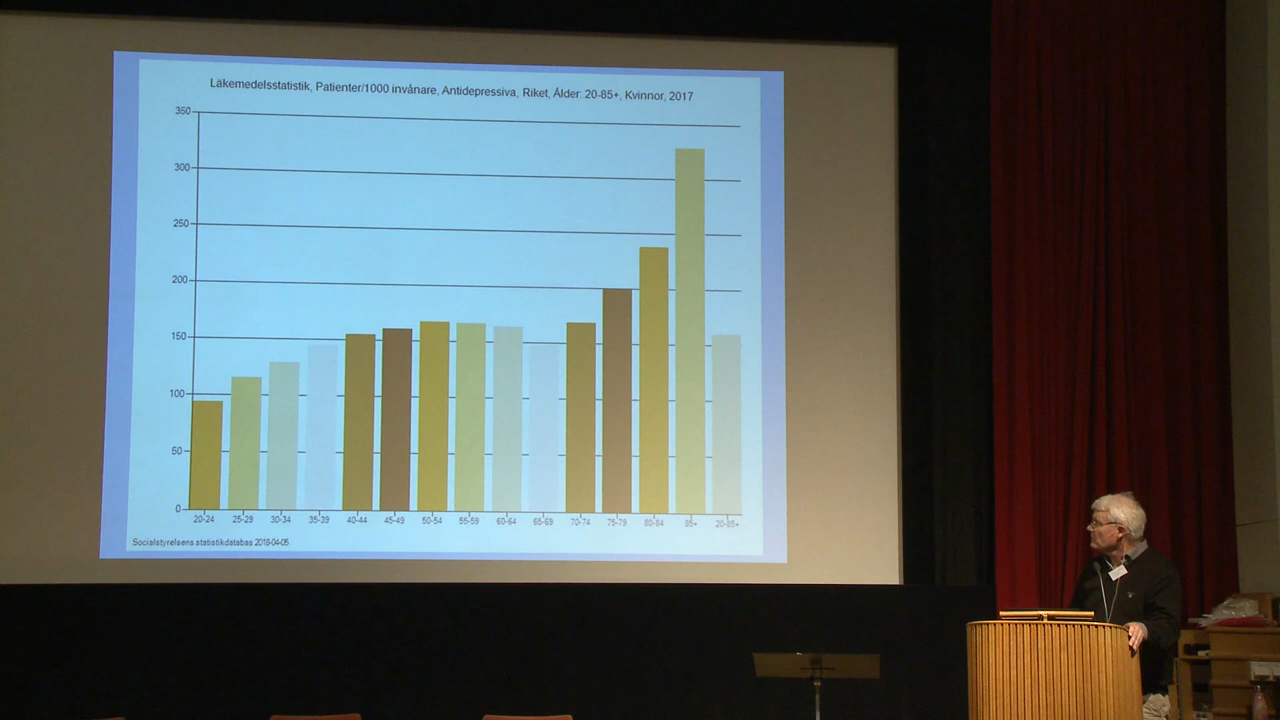 Läkemedelsstatistik, Patienter/1000 invånare, Antidepressiva, Riket, Ålder: 20-85+, Kvinnor, 2017
350
300
250
200
150
100
50
0
20-24 25-29 30-34 35-39 40-44 45-49 50-54 55-59 60-64 65-69 70-74 75-79 80-84 85+ 20-85+
Socialstyrelsens statistikdatabas 2018-04-05